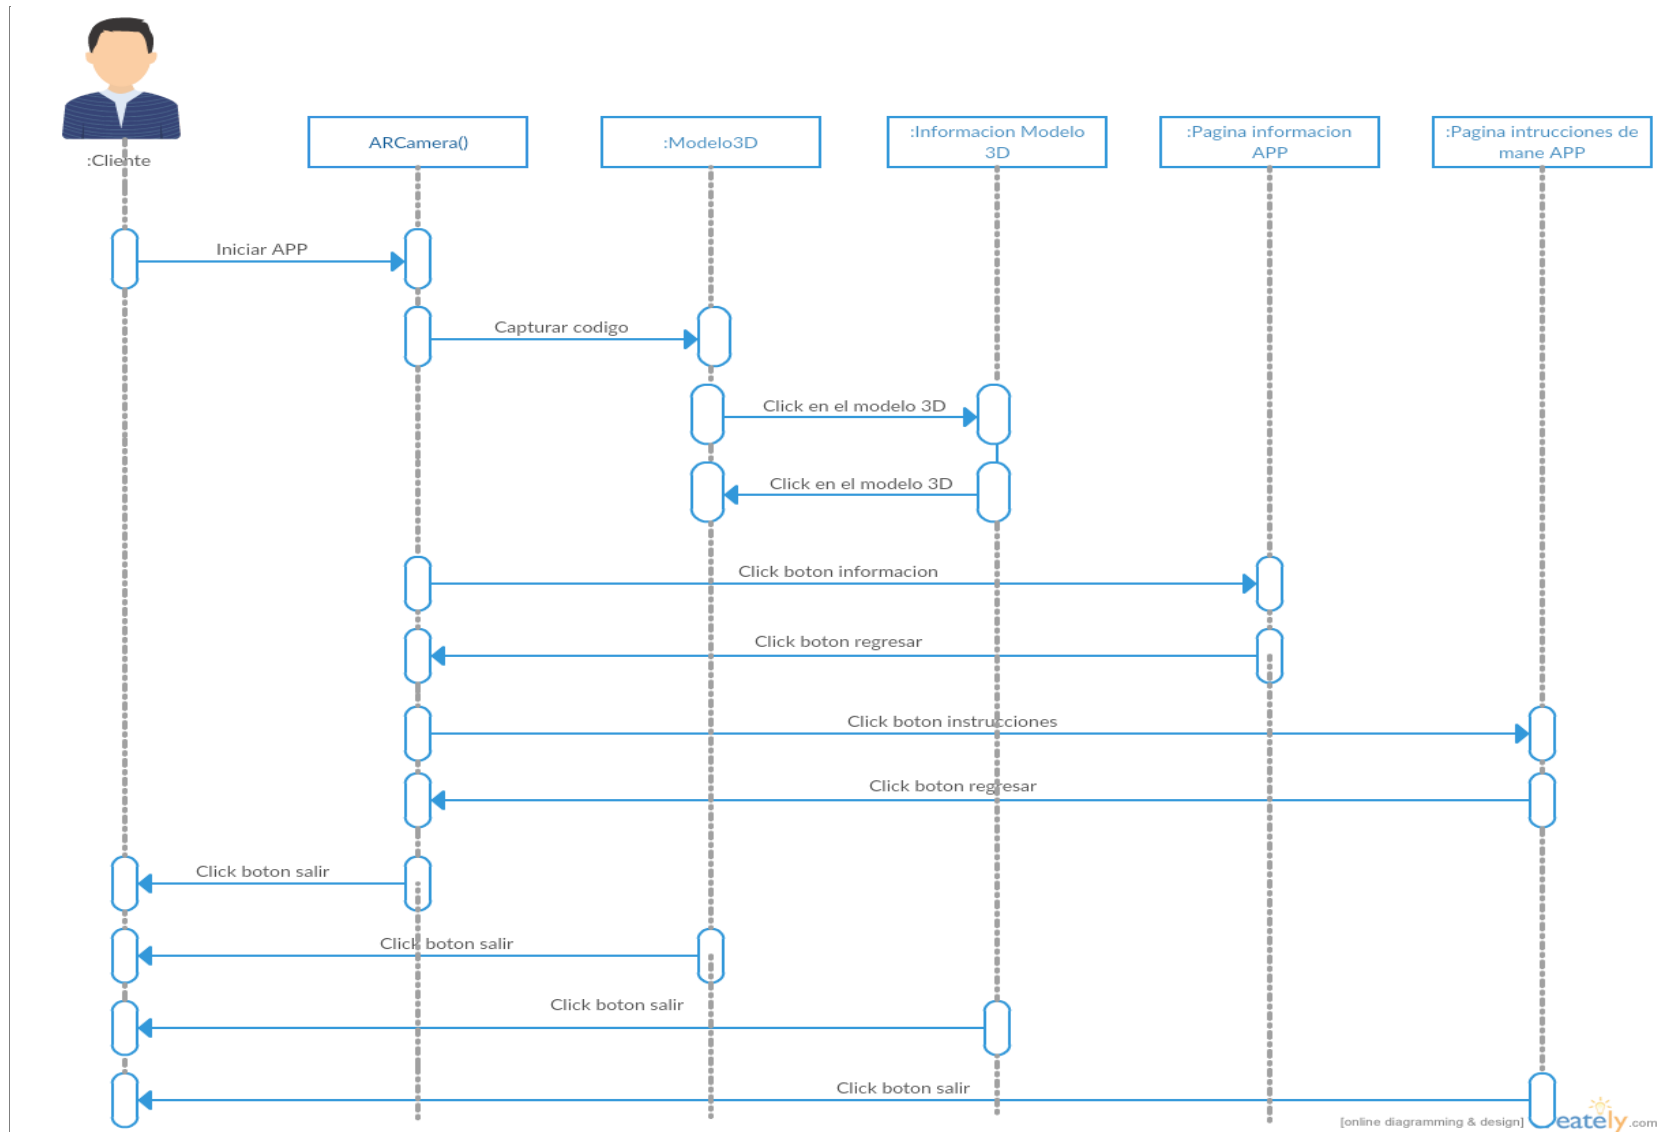 :Cliente
ARCamera()
:Modelo3D
:Informacion Modelo
3D
:Pagina informacion
APP
:Pagina intrucciones de
mane APP
Iniciar APP
Capturar codigo
Click en el modelo 3D
Click en el modelo 3D
Click boton informacion
Click boton regresar
Click boton instrucciones
Click boton regresar
Click boton salir
Click boton salir
Click boton salir
Click boton salir
[online diagramming & design]
eately.com